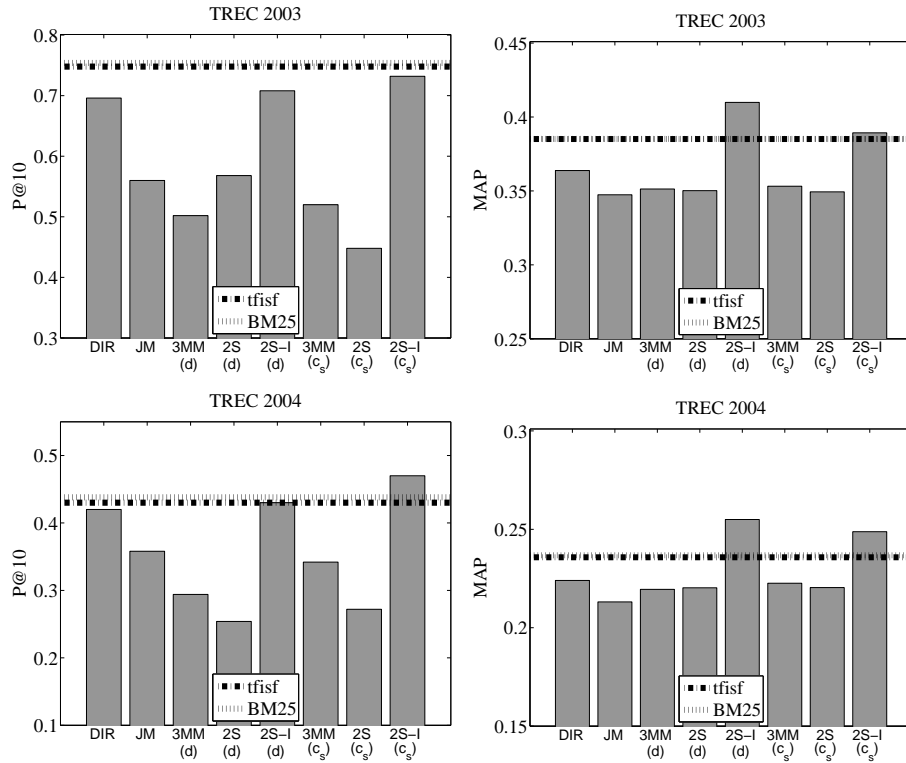 TREC 2003
0.8
0.7
0.6
0.5
0.4
0.3
P@10
tfisf
BM25
DIR JM 3MM 2S 2S−I 3MM 2S 2S−I
(d) (d) (d) (c_s) (c_s) (c_s)
TREC 2003
0.45
0.4
0.35
0.3
0.25
MAP
tfisf
BM25
DIR JM 3MM 2S 2S−I 3MM 2S 2S−I
(d) (d) (d) (c_s) (c_s) (c_s)
TREC 2004
0.5
0.4
0.3
0.2
0.1
P@10
tfisf
BM25
DIR JM 3MM 2S 2S−I 3MM 2S 2S−I
(d) (d) (d) (c_s) (c_s) (c_s)
TREC 2004
0.3
0.25
0.2
0.15
MAP
tfisf
BM25
DIR JM 3MM 2S 2S−I 3MM 2S 2S−I
(d) (d) (d) (c_s) (c_s) (c_s)